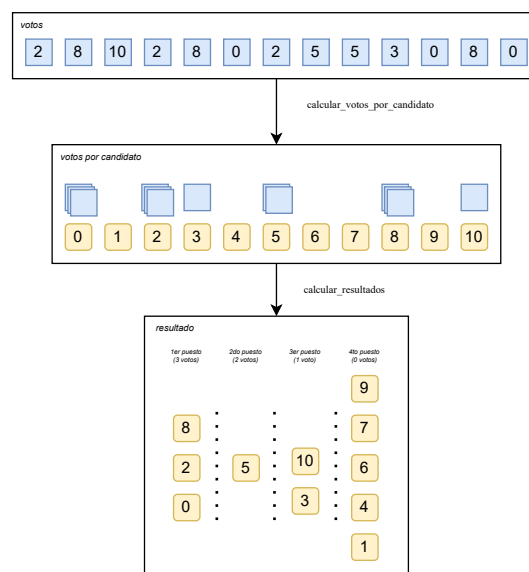 votos
2 8 10 2 8 0 2 5 5 3 0 8 0
calcular_votos_por_candidato
votos por candidato
0 1 2 3 4 5 6 7 8 9 10
calcular_resultados
resultado
1er puesto 2do puesto 3er puesto 4to puesto
(3 votos) (2 votos) (1 voto) (0 votos)
9
8 7
2 5 10 6
0 3 4
1